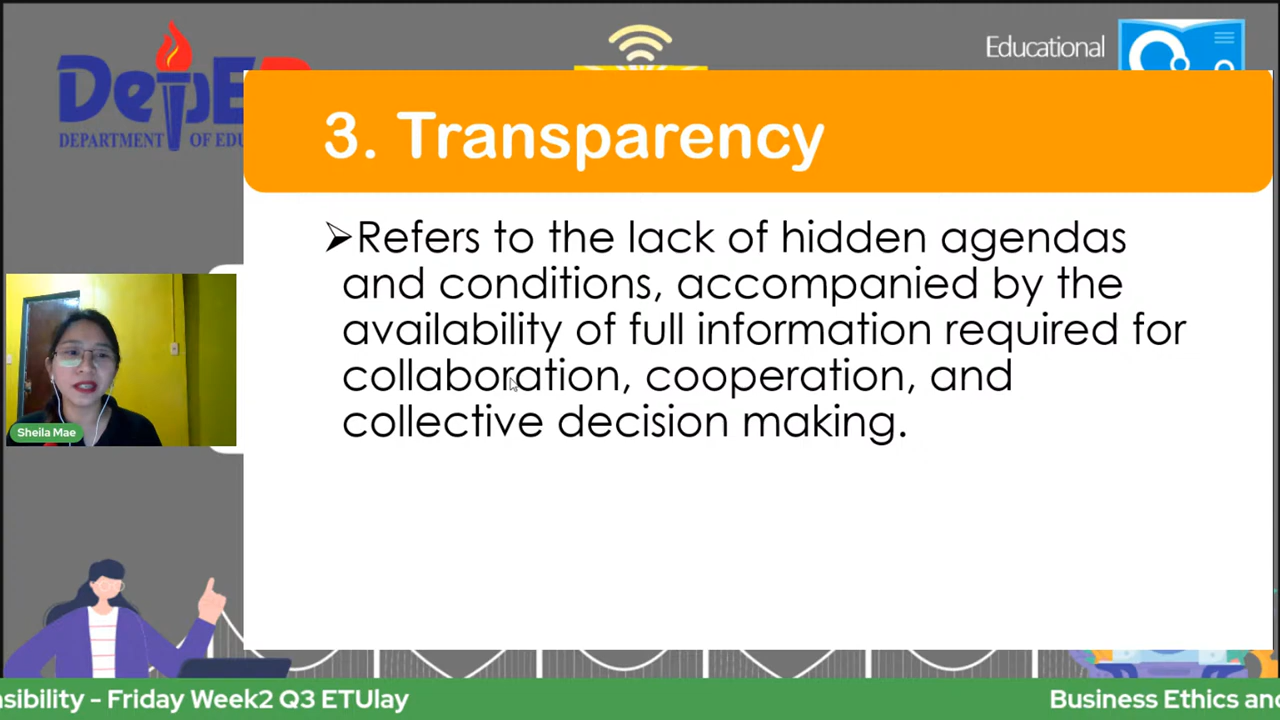 DepE
DEPARTMENT OF EDU
Educational
3. Transparency
➢Refers to the lack of hidden agendas
and conditions, accompanied by the
availability of full information required for
collaboration, cooperation, and
collective decision making.
Sheila Mae
nsibility - Friday Week2 Q3 ETUlay
Business Ethics and